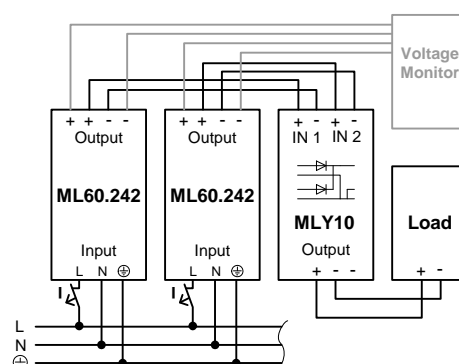 Voltage
Monitor
+ + - - + + - - + - + -
Output Output IN 1 IN 2
ML60.242 ML60.242 MLY10 Load
Input Input Output
L N L N + - - + -
I I
L
N